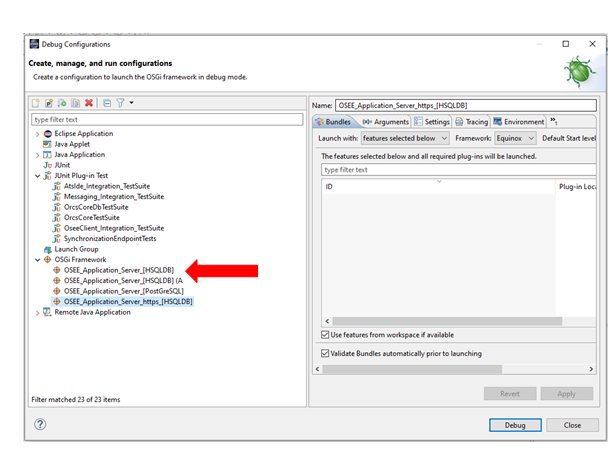 Debug Configurations
Create, manage, and run configurations
Create a configuration to launch the OSGi framework in debug mode.
type filter text
Eclipse Application
Java Applet
Java Application
JUnit
JUnit Plug-in Test
AtsIde_Integration_TestSuite
Messaging_Integration_TestSuite
OrcsCoreDbTestSuite
OrcsCoreTestSuite
OseeClient_Integration_TestSuite
SynchronizationEndpointTests
Launch Group
OSGi Framework
OSEE_Application_Server_[HSQLDB]
OSEE_Application_Server_[HSQLDB] (A
OSEE_Application_Server_[PostGreSQL]
OSEE_Application_Server_https_[HSQLDB]
Remote Java Application
Filter matched 23 of 23 items
Name: OSEE_Application_Server_https_[HSQLDB]
Bundles Arguments Settings Tracing Environment 1
Launch with: features selected below Framework: Equinox Default Start level
The features selected below and all required plug-ins will be launched.
type filter text
ID Plug-in Loca
Use features from workspace if available
Validate Bundles automatically prior to launching
Revert Apply
Debug Close